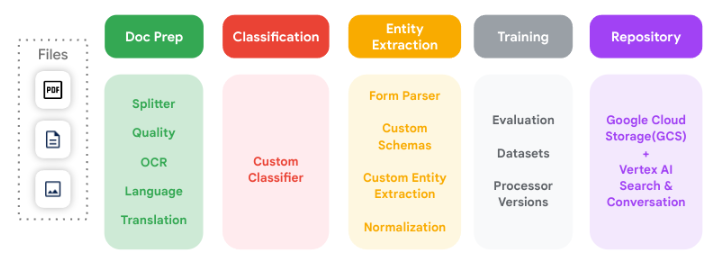 Files
PDF
Doc Prep
Splitter
Quality
OCR
Language
Translation
Classification
Custom
Classifier
Entity
Extraction
Form Parser
Custom
Schemas
Custom Entity
Extraction
Normalization
Training
Evaluation
Datasets
Processor
Versions
Repository
Google Cloud
Storage(GCS)
+
Vertex AI
Search &
Conversation